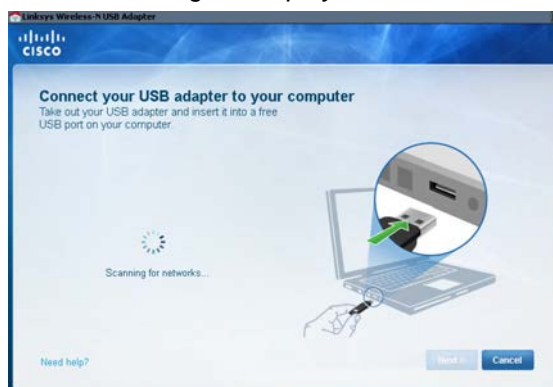 Linksys Wireless-N USB Adapter
CISCO
Connect your USB adapter to your computer
Take out your USB adapter and insert it into a free
USB port on your computer.
Scanning for networks...
Need help?
Next
Cancel